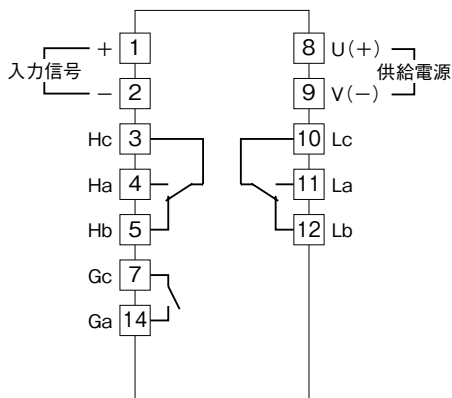 入力信号
+ 1
− 2
Hc 3
Ha 4
Hb 5
Gc 7
Ga 14
8 U(+)
9 V(−)
供給電源
10 Lc
11 La
12 Lb